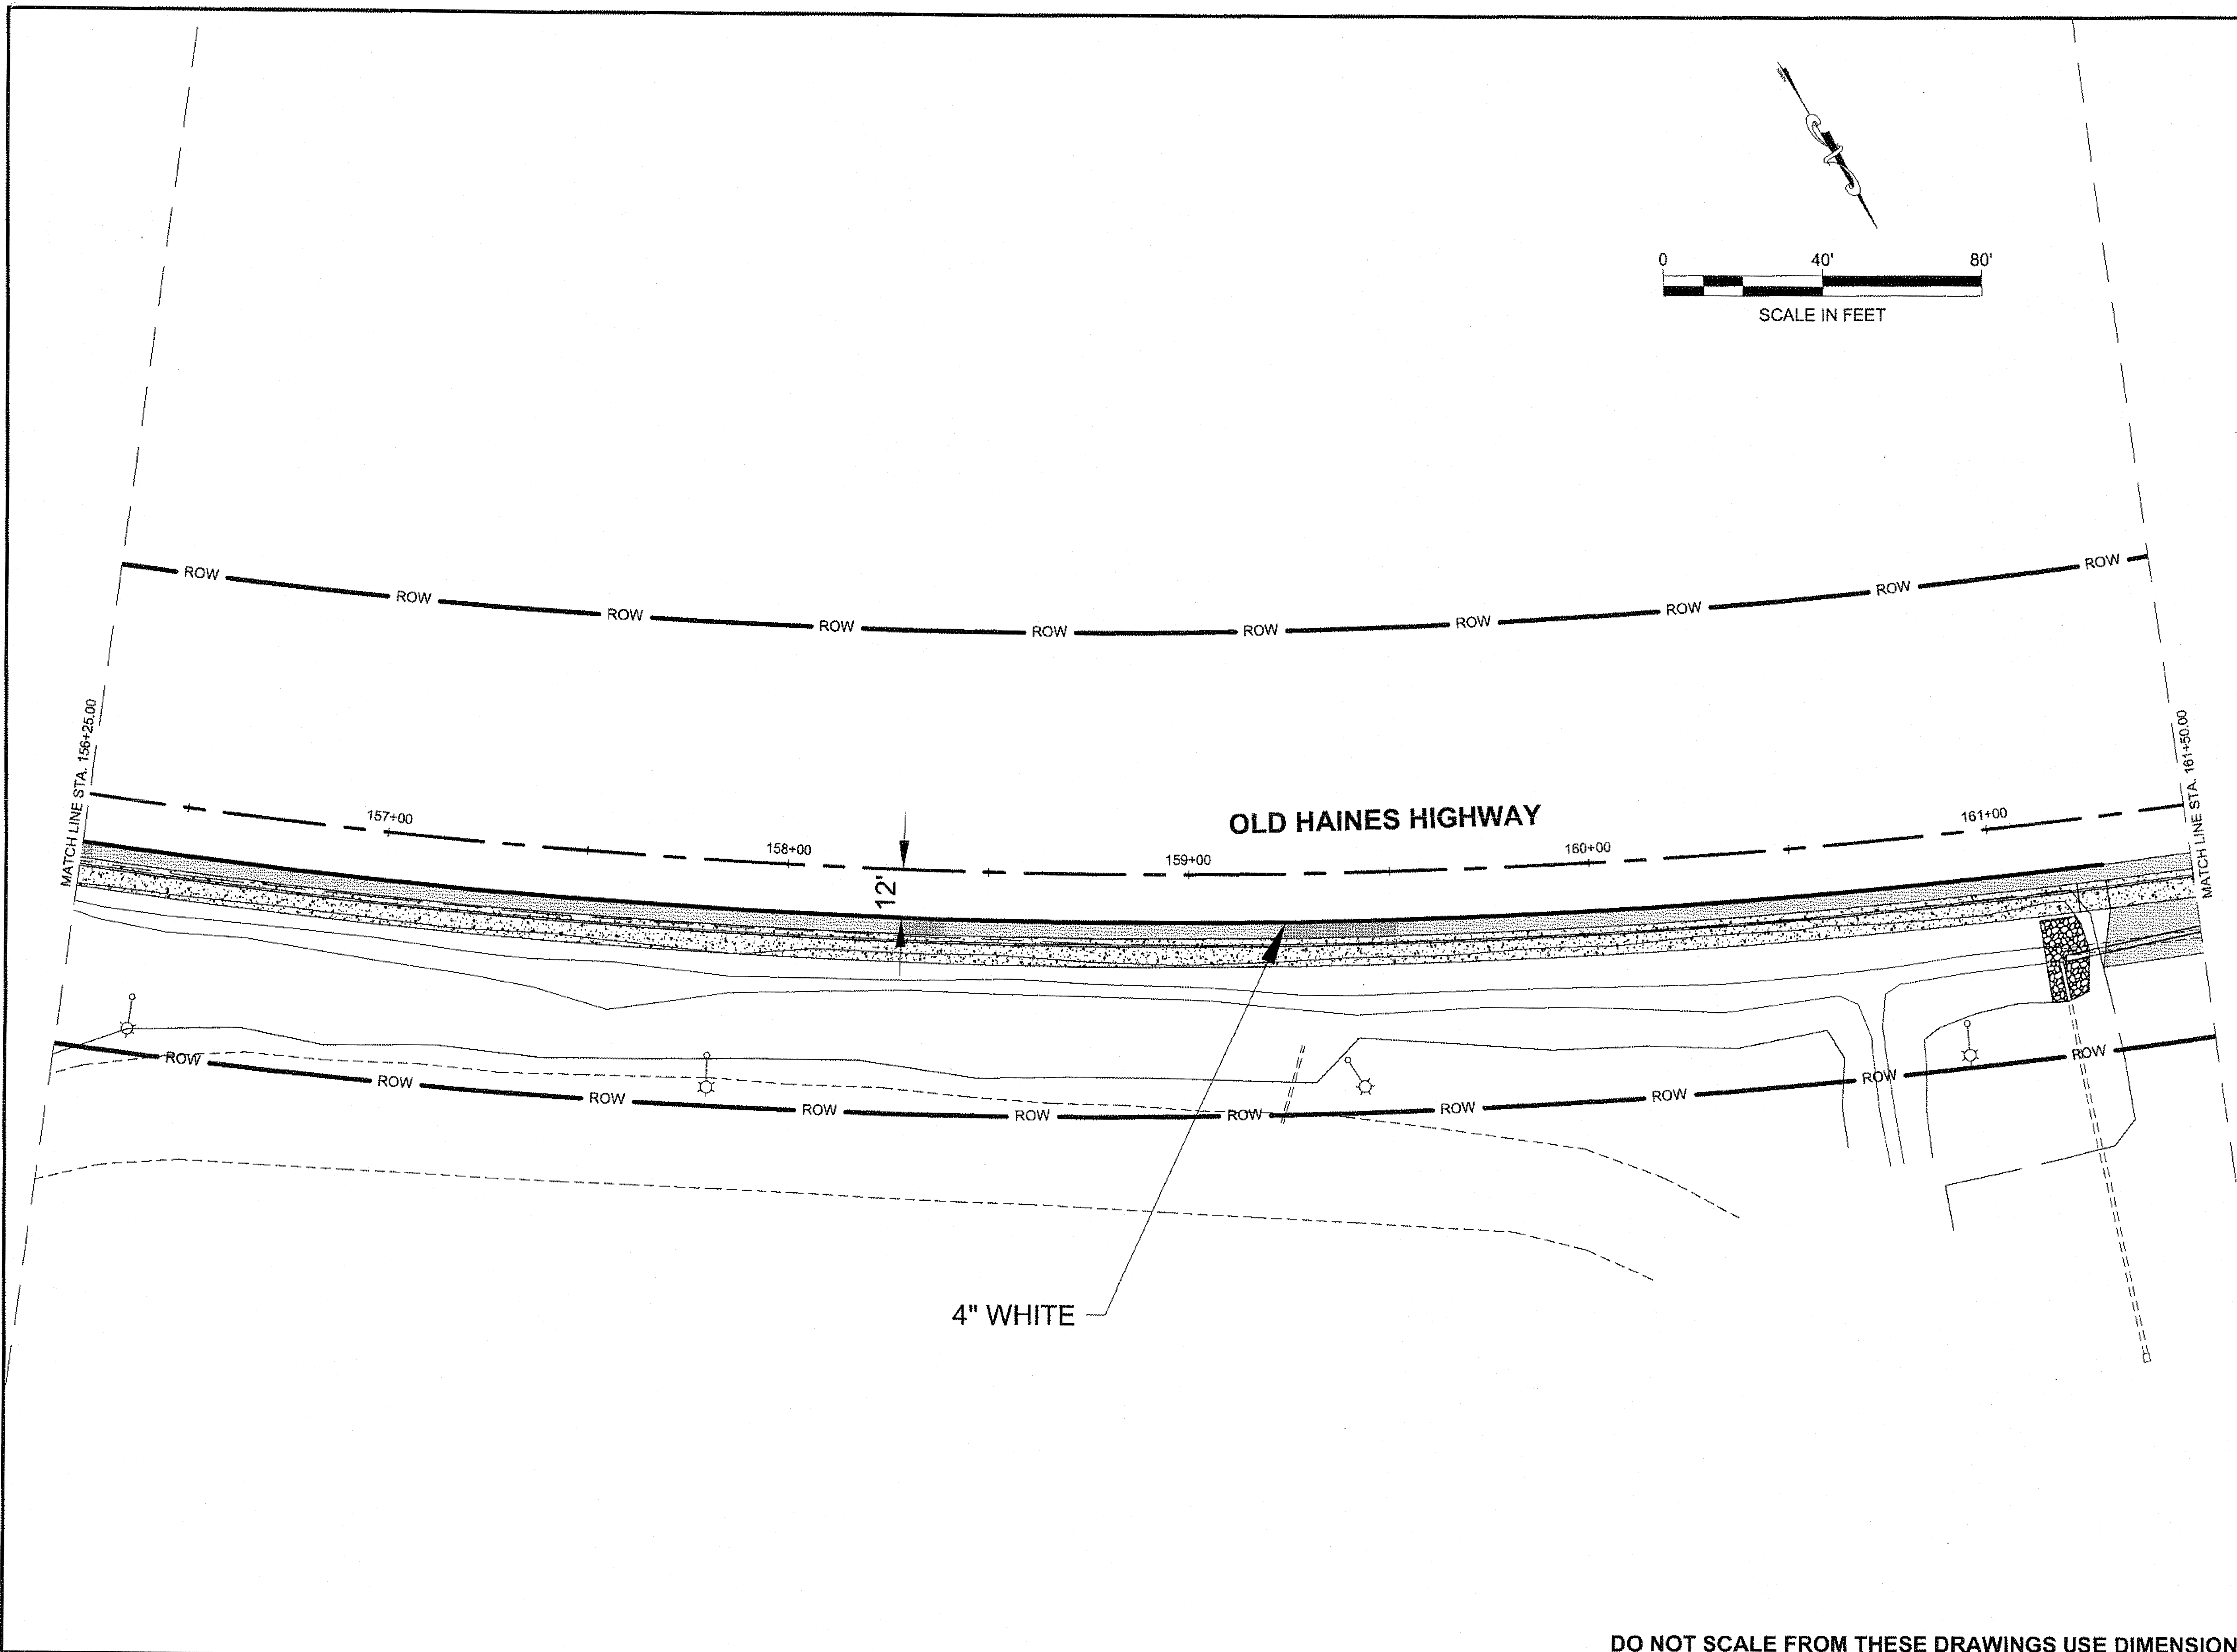 0 40' 80'
SCALE IN FEET
ROW ROW ROW ROW ROW ROW ROW ROW ROW ROW
MATCH LINE STA. 156+25.00
MATCH LINE STA. 161+50.00
OLD HAINES HIGHWAY
157+00 158+00 159+00 160+00 161+00
12'
ROW ROW ROW ROW ROW ROW ROW ROW ROW ROW
4" WHITE
DO NOT SCALE FROM THESE DRAWINGS USE DIMENSION